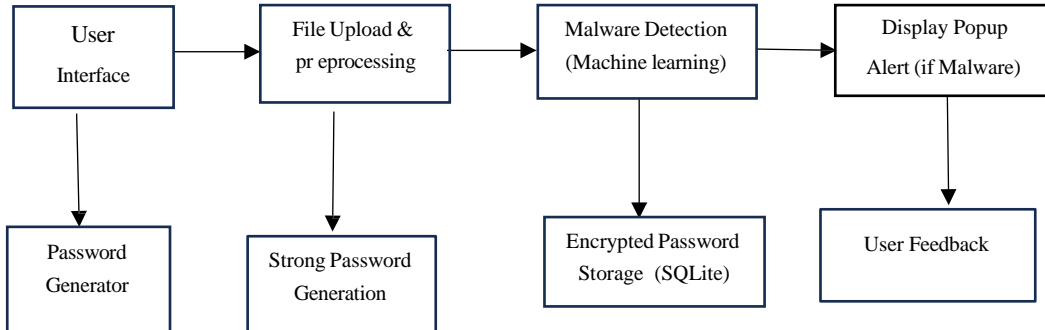 User
Interface
File Upload &
pr eprocessing
Malware Detection
(Machine learning)
Display Popup
Alert (if Malware)
Password
Generator
Strong Password
Generation
Encrypted Password
Storage (SQLite)
User Feedback